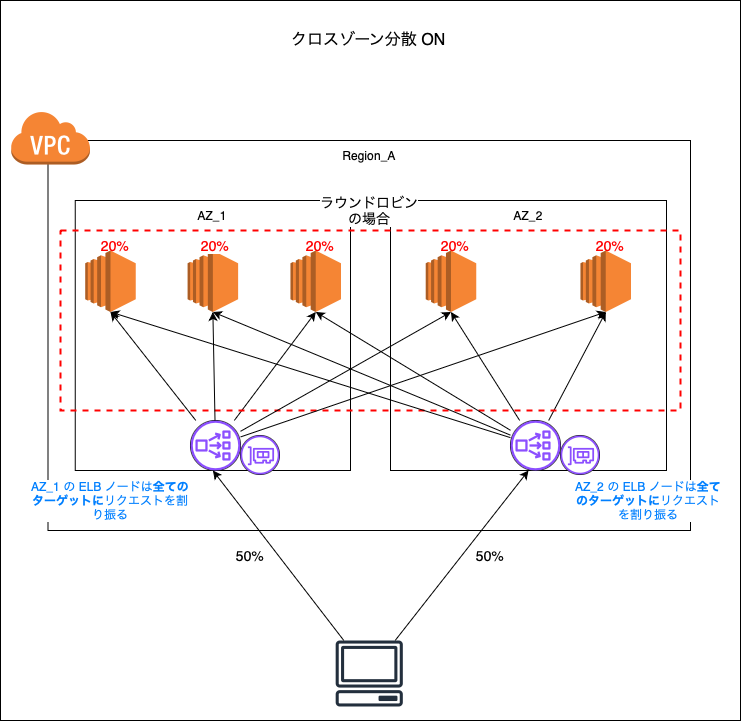 クロスゾーン分散 ON
VPC
Region_A
ラウンドロビン
の場合
AZ_1
AZ_2
20%
20%
20%
20%
20%
AZ_1 の ELB ノードは全ての
ターゲットにリクエストを割
り振る
AZ_2 の ELB ノードは全て
のターゲットにリクエスト
を割り振る
50%
50%